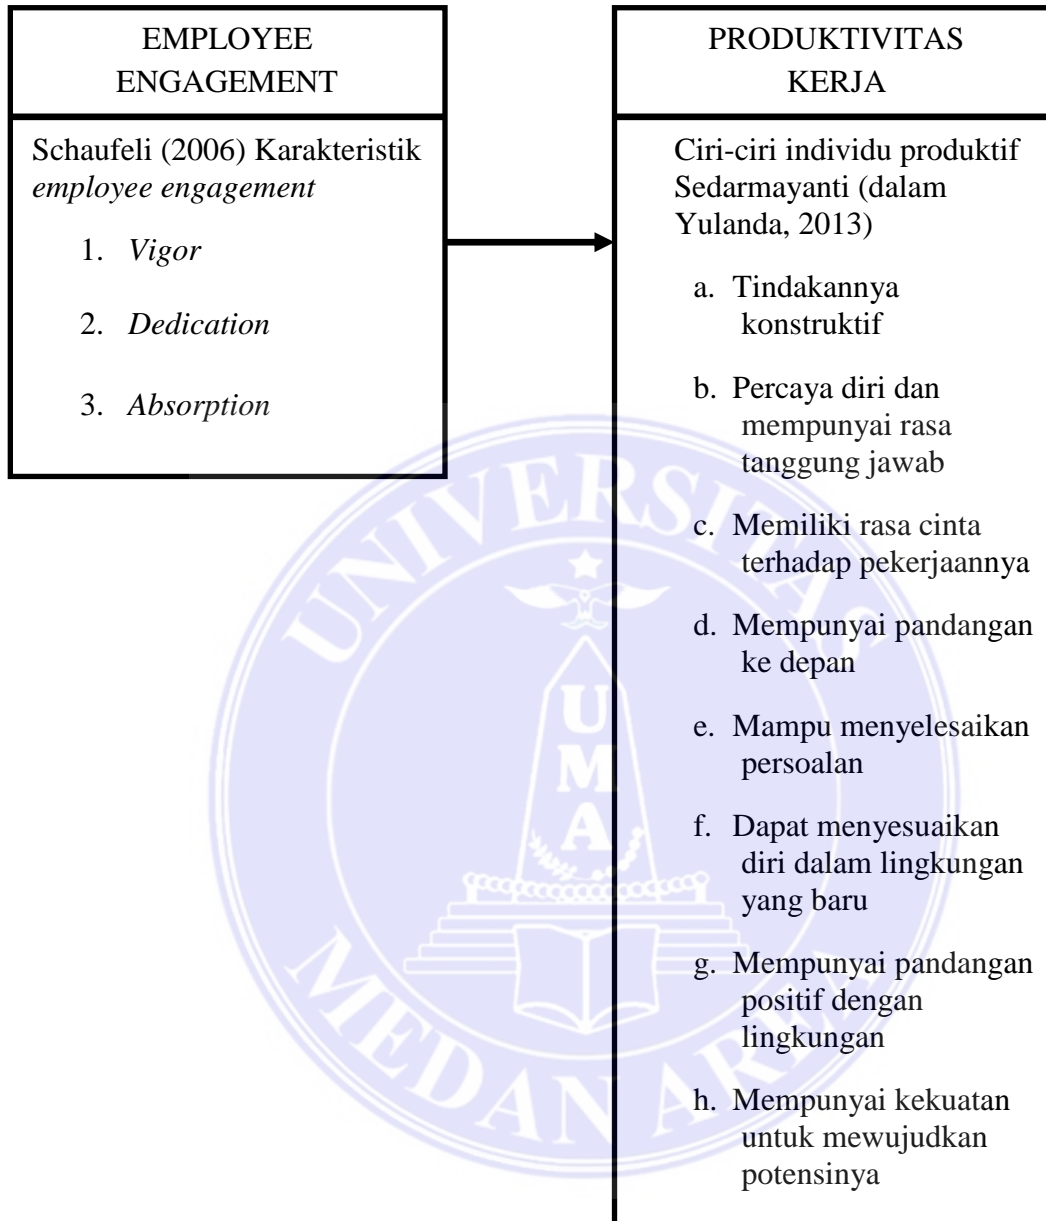 EMPLOYEE
ENGAGEMENT
Schaufeli (2006) Karakteristik
employee engagement
1. Vigor
2. Dedication
3. Absorption
PRODUKTIVITAS
KERJA
Ciri-ciri individu produktif
Sedarmayanti (dalam
Yulanda, 2013)
a. Tindakannya
konstruktif
b. Percaya diri dan
mempunyai rasa
tanggung jawab
c. Memiliki rasa cinta
terhadap pekerjaannya
d. Mempunyai pandangan
ke depan
e. Mampu menyelesaikan
persoalan
f. Dapat menyesuaikan
diri dalam lingkungan
yang baru
g. Mempunyai pandangan
positif dengan
lingkungan
h. Mempunyai kekuatan
untuk mewujudkan
potensinya
UNIVERSITAS
UMA
MEDAN AREA